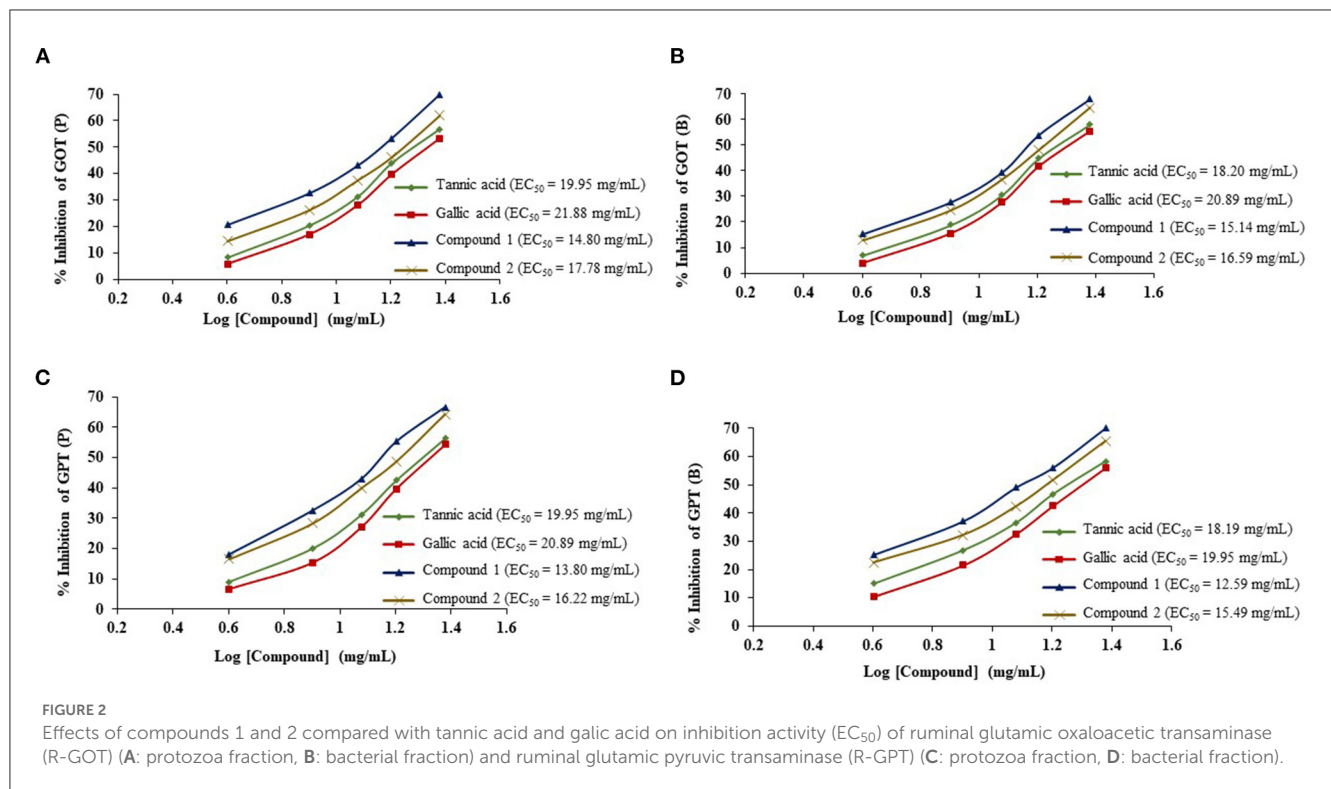 A
70
60
50
40
30
20
10
0
0.2 0.4 0.6 0.8 1 1.2 1.4 1.6
% Inhibition of GOT (P)
Log [Compound] (mg/mL)
Tannic acid (EC50 = 19.95 mg/mL)
Gallic acid (EC50 = 21.88 mg/mL)
Compound 1 (EC50 = 14.80 mg/mL)
Compound 2 (EC50 = 17.78 mg/mL)
B
70
60
50
40
30
20
10
0
0.2 0.4 0.6 0.8 1 1.2 1.4 1.6
% Inhibition of GOT (B)
Log [Compound] (mg/mL)
Tannic acid (EC50 = 18.20 mg/mL)
Gallic acid (EC50 = 20.89 mg/mL)
Compound 1 (EC50 = 15.14 mg/mL)
Compound 2 (EC50 = 16.59 mg/mL)
C
70
60
50
40
30
20
10
0
0.2 0.4 0.6 0.8 1 1.2 1.4 1.6
% Inhibition of GPT (P)
Log [Compound] (mg/mL)
Tannic acid (EC50 = 19.95 mg/mL)
Gallic acid (EC50 = 20.89 mg/mL)
Compound 1 (EC50 = 13.80 mg/mL)
Compound 2 (EC50 = 16.22 mg/mL)
D
70
60
50
40
30
20
10
0
0.2 0.4 0.6 0.8 1 1.2 1.4 1.6
% Inhibition of GPT (B)
Log [Compound] (mg/mL)
Tannic acid (EC50 = 18.19 mg/mL)
Gallic acid (EC50 = 19.95 mg/mL)
Compound 1 (EC50 = 12.59 mg/mL)
Compound 2 (EC50 = 15.49 mg/mL)
FIGURE 2
Effects of compounds 1 and 2 compared with tannic acid and galic acid on inhibition activity (EC50) of ruminal glutamic oxaloacetic transaminase
(R-GOT) (A: protozoa fraction, B: bacterial fraction) and ruminal glutamic pyruvic transaminase (R-GPT) (C: protozoa fraction, D: bacterial fraction).